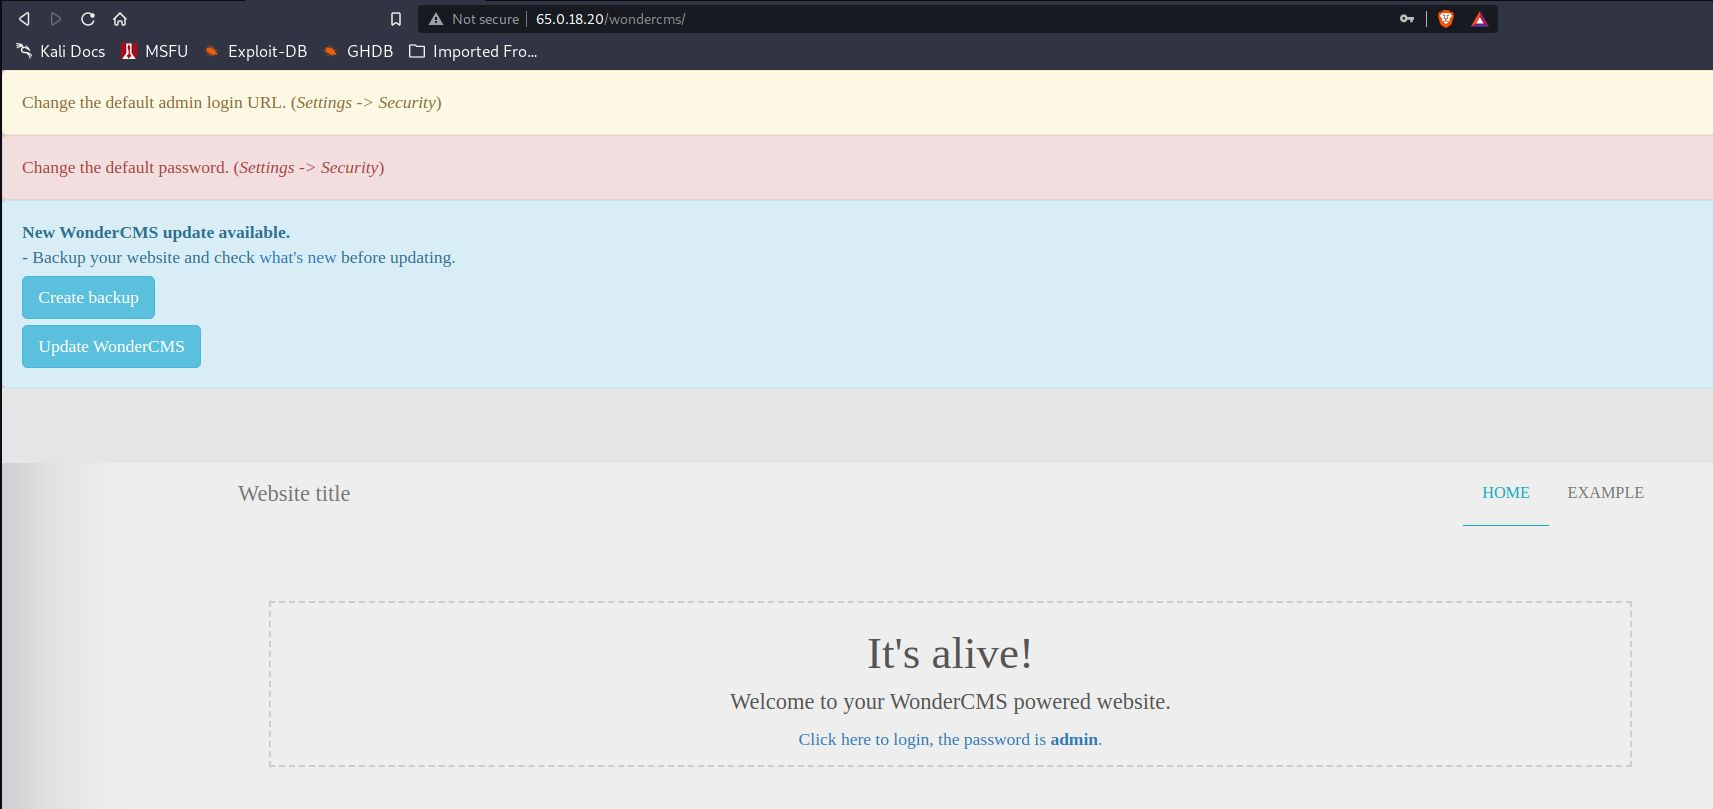 Not secure 65.0.18.20/wondercms/
Kali Docs MSFU Exploit-DB GHDB Imported Fro...
Change the default admin login URL. (Settings -> Security)
Change the default password. (Settings -> Security)
New WonderCMS update available.
- Backup your website and check what's new before updating.
Create backup
Update WonderCMS
Website title HOME EXAMPLE
It's alive!
Welcome to your WonderCMS powered website.
Click here to login, the password is admin.